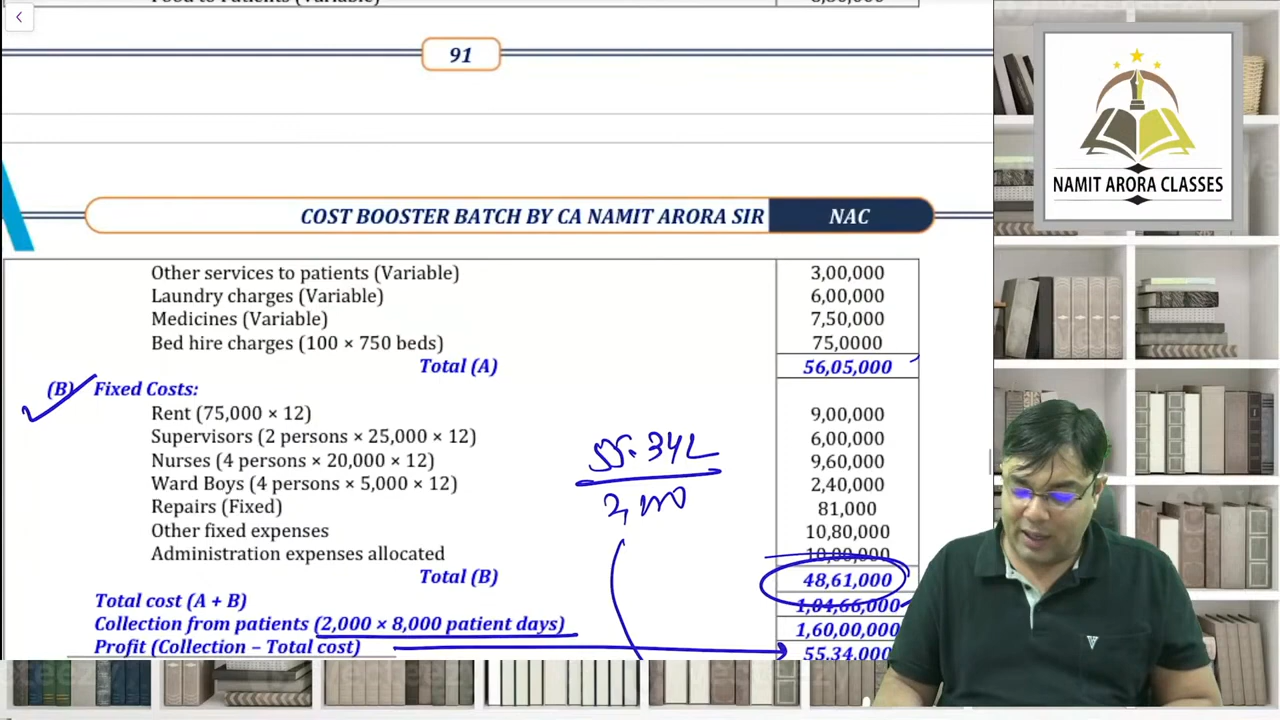 91
NAMIT ARORA CLASSES
COST BOOSTER BATCH BY CA NAMIT ARORA SIR NAC
Other services to patients (Variable) 3,00,000
Laundry charges (Variable) 6,00,000
Medicines (Variable) 7,50,000
Bed hire charges (100 × 750 beds) 75,0000
Total (A) 56,05,000
(B) Fixed Costs:
Rent (75,000 × 12) 9,00,000
Supervisors (2 persons × 25,000 × 12) 6,00,000
55.34L
Nurses (4 persons × 20,000 × 12) 9,60,000
Ward Boys (4 persons × 5,000 × 12) 2,40,000
Repairs (Fixed) 81,000
Other fixed expenses 10,80,000
Administration expenses allocated 10,00,000
Total (B) 48,61,000
Total cost (A + B) 1,04,66,000
Collection from patients (2,000 × 8,000 patient days) 1,60,00,000
Profit (Collection – Total cost) 55,34,000